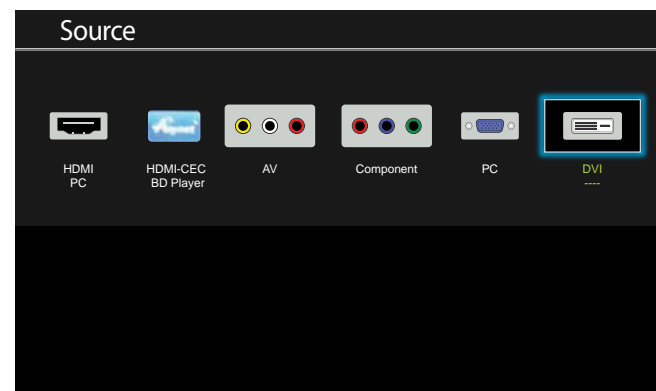 Source
HDMI
PC
HDMI-CEC
BD Player
AV
Component
PC
DVI
----